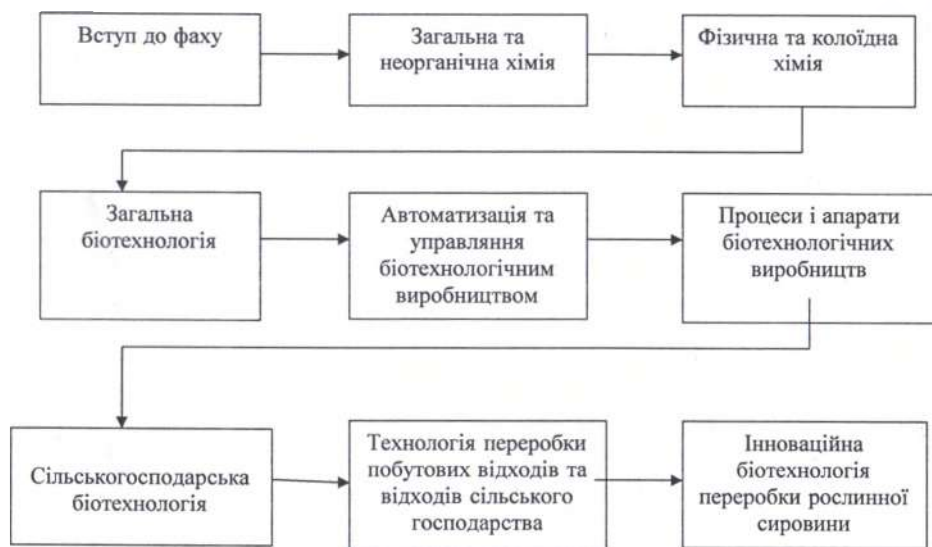 Вступ до фаху
Загальна та
неорганічна хімія
Фізична та колоїдна
хімія
Загальна
біотехнологія
Автоматизація та
управляння
біотехнологічним
виробництвом
Процеси і апарати
біотехнологічних
виробництв
Сільськогосподарська
біотехнологія
Технологія переробки
побутових відходів та
відходів сільського
господарства
Інноваційна
біотехнологія
переробки рослинної
сировини